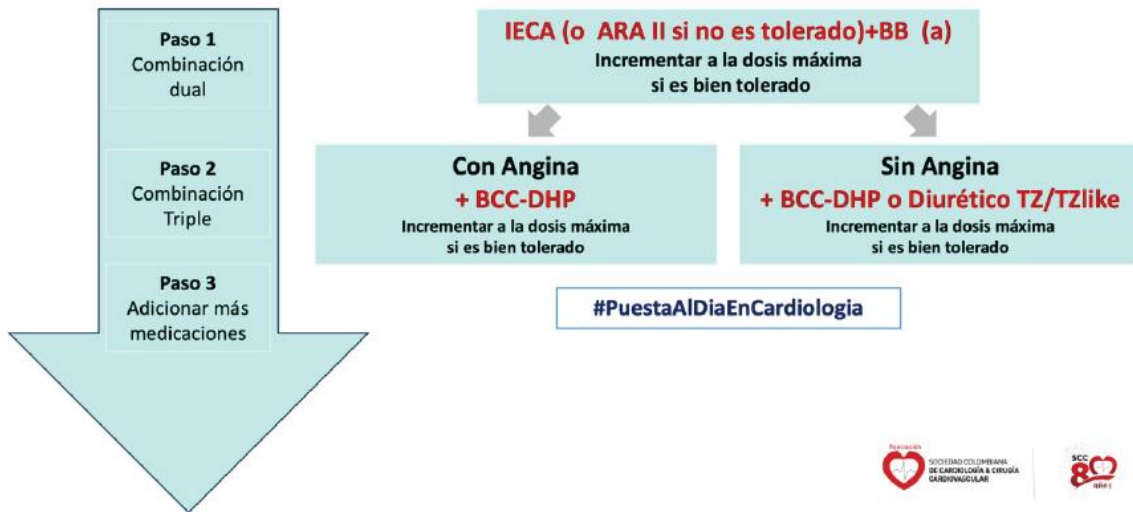 Paso 1
Combinación
dual
Paso 2
Combinación
Triple
Paso 3
Adicionar más
medicaciones
IECA (o ARA II si no es tolerado)+BB (a)
Incrementar a la dosis máxima
si es bien tolerado
Con Angina
+ BCC-DHP
Incrementar a la dosis máxima
si es bien tolerado
Sin Angina
+ BCC-DHP o Diurético TZ/TZlike
Incrementar a la dosis máxima
si es bien tolerado
#PuestaAlDiaEnCardiologia
Asociación
SOCIEDAD COLOMBIANA
DE CARDIOLOGÍA & CIRUGÍA
CARDIOVASCULAR
SCC
80
años